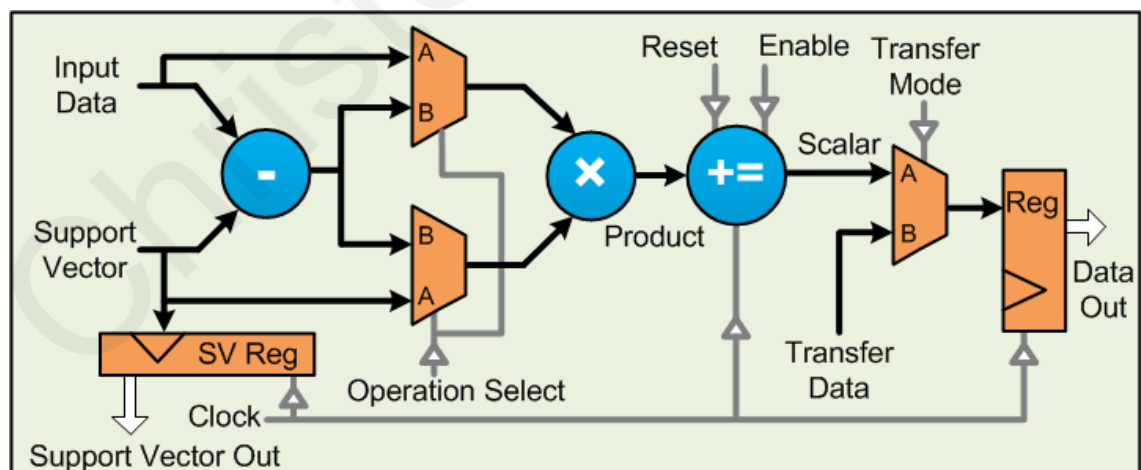 Reset
Enable
Transfer
Mode
Input
Data
A
B
-
×
+=
Scalar
A
B
Reg
Support
Vector
B
A
Product
Data
Out
SV Reg
Transfer
Data
Operation Select
Clock
Support Vector Out
Chris